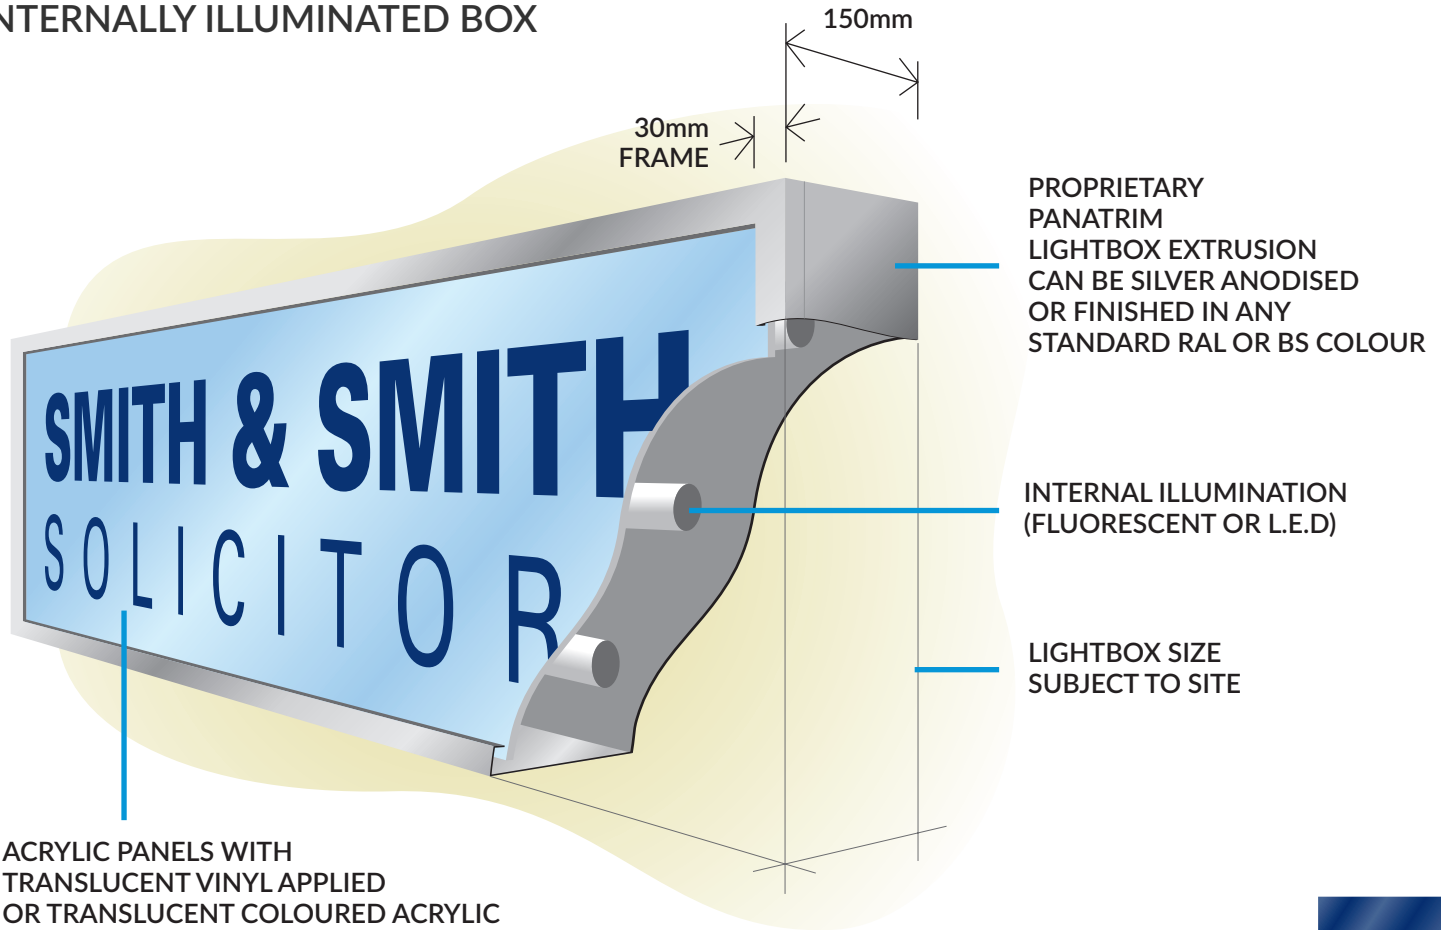 NTERNALLY ILLUMINATED BOX
150mm
30mm
FRAME
PROPRIETARY
PANATRIM
LIGHTBOX EXTRUSION
CAN BE SILVER ANODISED
OR FINISHED IN ANY
STANDARD RAL OR BS COLOUR
SMITH & SMITH
SOLICITOR
INTERNAL ILLUMINATION
(FLUORESCENT OR L.E.D)
LIGHTBOX SIZE
SUBJECT TO SITE
ACRYLIC PANELS WITH
TRANSLUCENT VINYL APPLIED
OR TRANSLUCENT COLOURED ACRYLIC